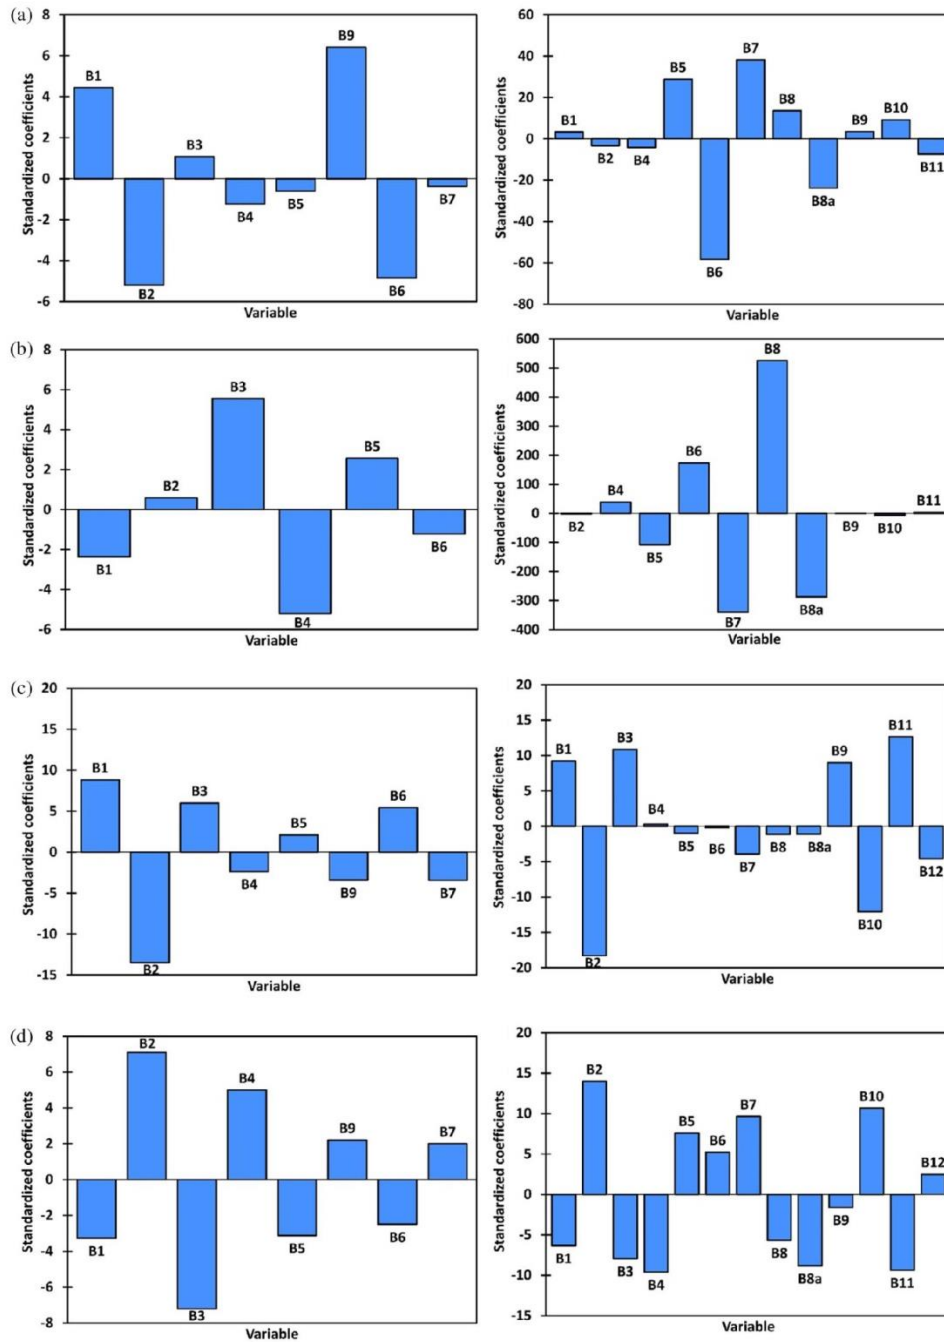 (a)
Standardized coefficients
8
6
4
2
0
-2
-4
-6
B1
B2
B3
B4
B5
B9
B6
B7
Variable
Standardized coefficients
60
40
20
0
-20
-40
-60
-80
B1
B2
B4
B5
B6
B7
B8
B8a
B9
B10
B11
Variable
(b)
Standardized coefficients
8
6
4
2
0
-2
-4
-6
B1
B2
B3
B4
B5
B6
Variable
Standardized coefficients
600
500
400
300
200
100
0
-100
-200
-300
-400
B2
B4
B5
B6
B7
B8
B8a
B9
B10
B11
Variable
(c)
Standardized coefficients
20
15
10
5
0
-5
-10
-15
B1
B2
B3
B4
B5
B9
B6
B7
Variable
Standardized coefficients
20
15
10
5
0
-5
-10
-15
-20
B1
B2
B3
B4
B5
B6
B7
B8
B8a
B9
B10
B11
B12
Variable
(d)
Standardized coefficients
8
6
4
2
0
-2
-4
-6
-8
B1
B2
B3
B4
B5
B9
B6
B7
Variable
Standardized coefficients
20
15
10
5
0
-5
-10
-15
B1
B2
B3
B4
B5
B6
B7
B8
B8a
B9
B10
B11
B12
Variable